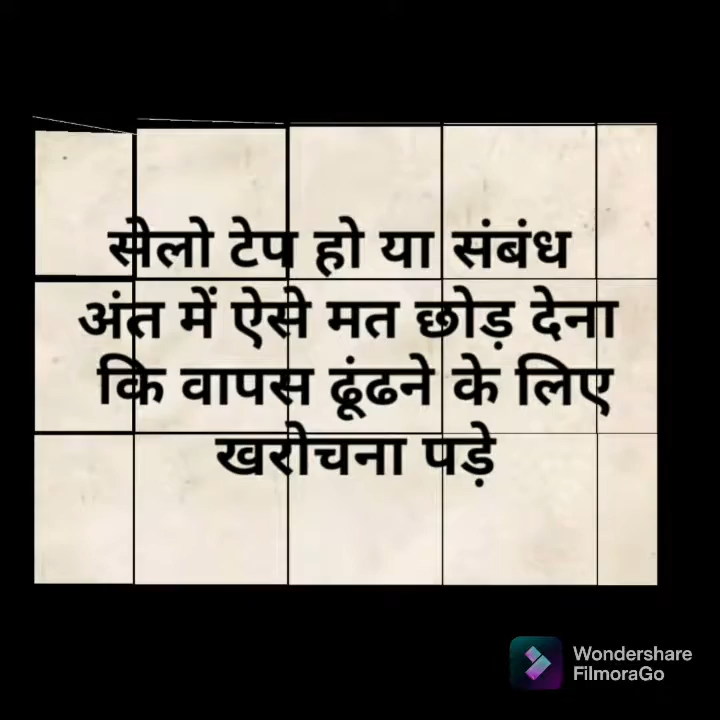 सेलो टेप हो या संबंध
अंत में ऐसे मत छोड़ देना
कि वापस ढूंढने के लिए
खरोचना पड़े
Wondershare
FilmoraGo